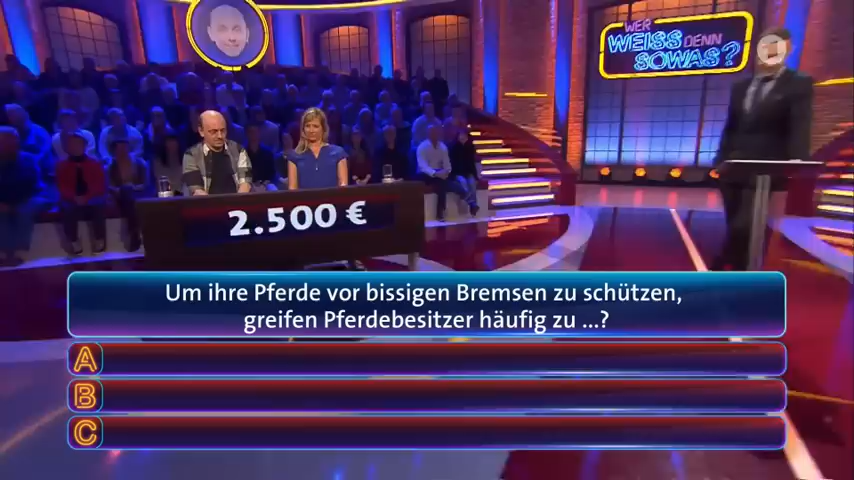 WER
WEISS DENN
SOWAS?
2.500 €
Um ihre Pferde vor bissigen Bremsen zu schützen,
greifen Pferdebesitzer häufig zu ...?
A
B
C